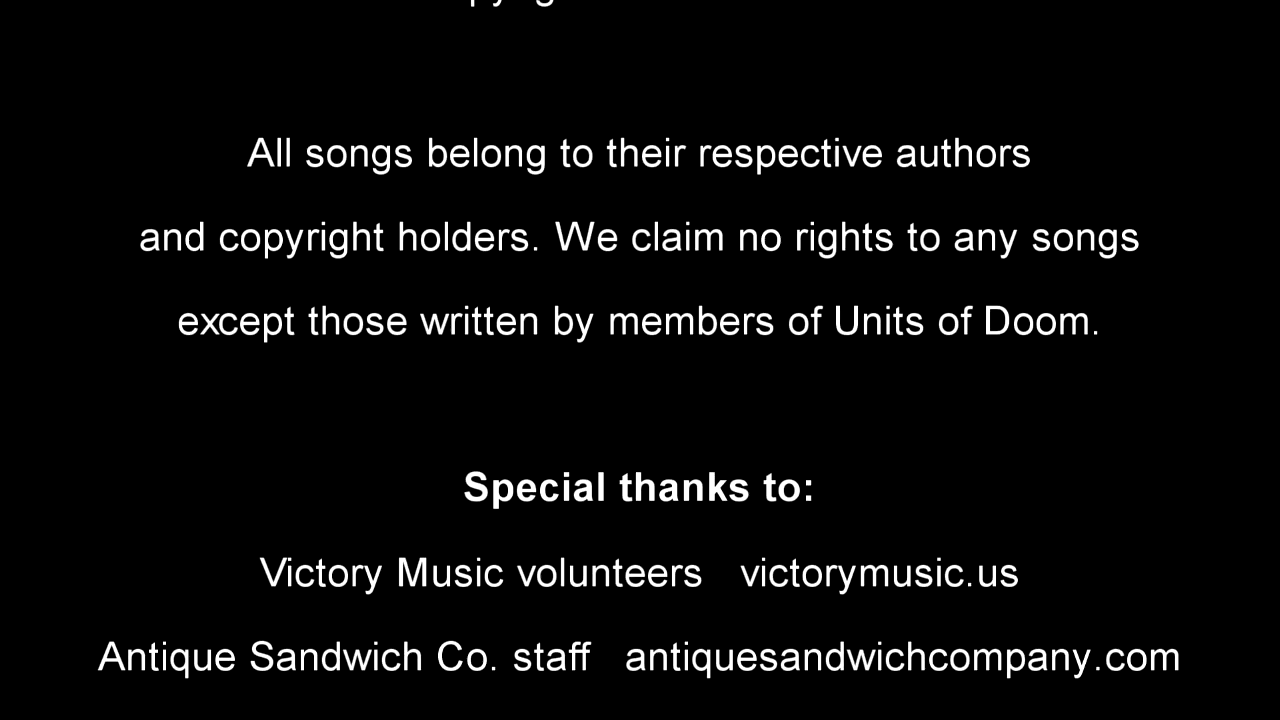 All songs belong to their respective authors
and copyright holders. We claim no rights to any songs
except those written by members of Units of Doom.
Special thanks to:
Victory Music volunteers victorymusic.us
Antique Sandwich Co. staff antiquesandwichcompany.com